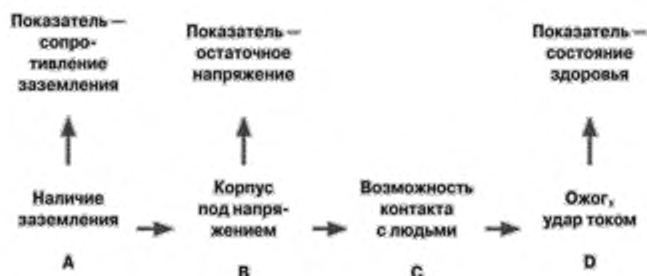 Показатель —
сопро-
тивление
заземления
Показатель —
остаточное
напряжение
Показатель —
состояние
здоровья
Наличие
заземления
A
Корпус
под напря-
жением
B
Возможность
контакта
с людьми
C
Ожог,
удар током
D